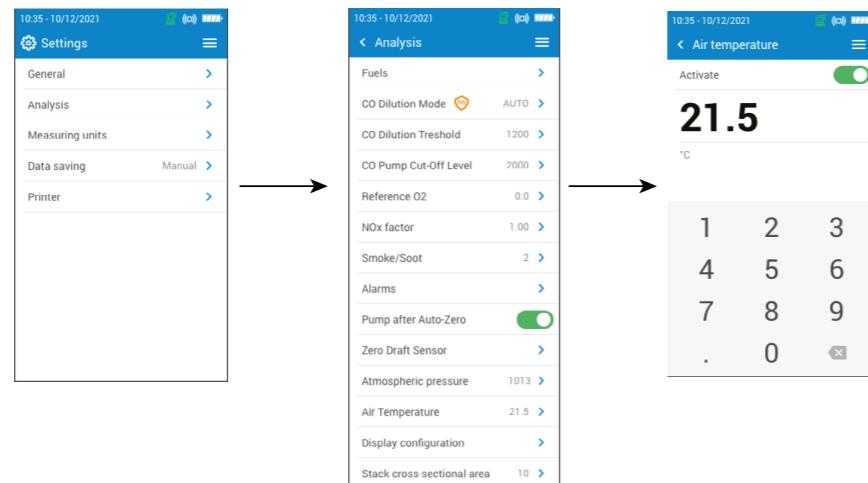 10:35 - 10/12/2021
Settings
General
Analysis
Measuring units
Data saving Manual
Printer
10:35 - 10/12/2021
Analysis
Fuels
CO Dilution Mode AUTO
CO Dilution Treshold 1200
CO Pump Cut-Off Level 2000
Reference O2 0.0
NOx factor 1.00
Smoke/Soot 2
Alarms
Pump after Auto-Zero
Zero Draft Sensor
Atmospheric pressure 1013
Air Temperature 21.5
Display configuration
Stack cross-sectional area 10
10:35 - 10/12/2021
Air temperature
Activate
21.5
°C
1 2 3
4 5 6
7 8 9
. 0